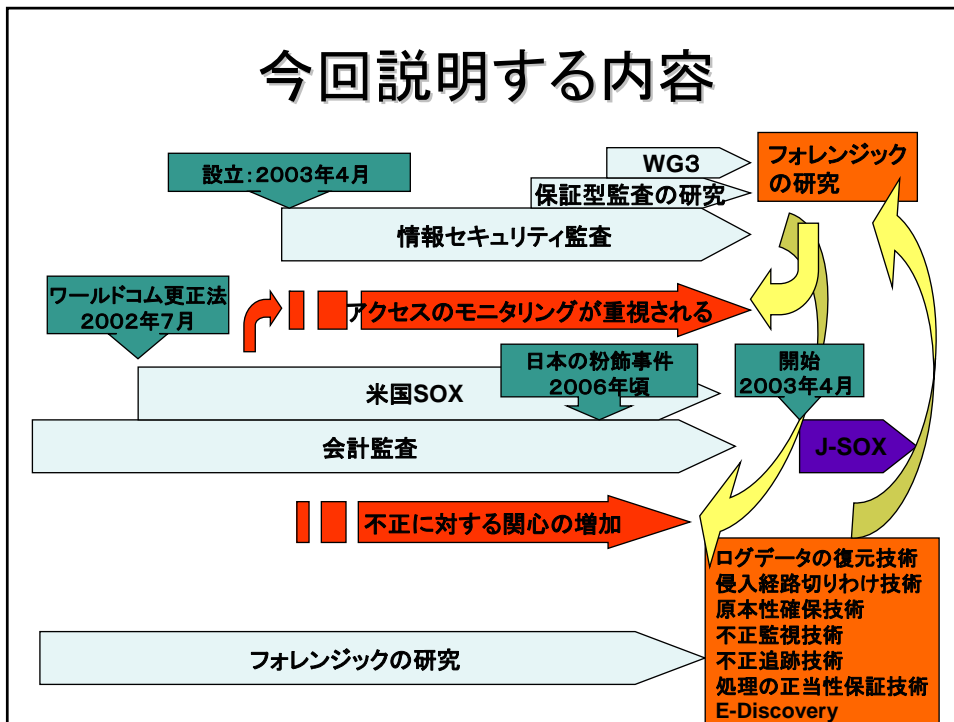 今回説明する内容
WG3
フォレンジック
の研究
設立：2003年4月
保証型監査の研究
情報セキュリティ監査
ワールドコム更正法
2002年7月
アクセスのモニタリングが重視される
日本の粉飾事件
2006年頃
開始
2003年4月
米国SOX
会計監査
J-SOX
不正に対する関心の増加
ログデータの復元技術
侵入経路切りわけ技術
原本性確保技術
不正監視技術
不正追跡技術
処理の正当性保証技術
E-Discovery
フォレンジックの研究